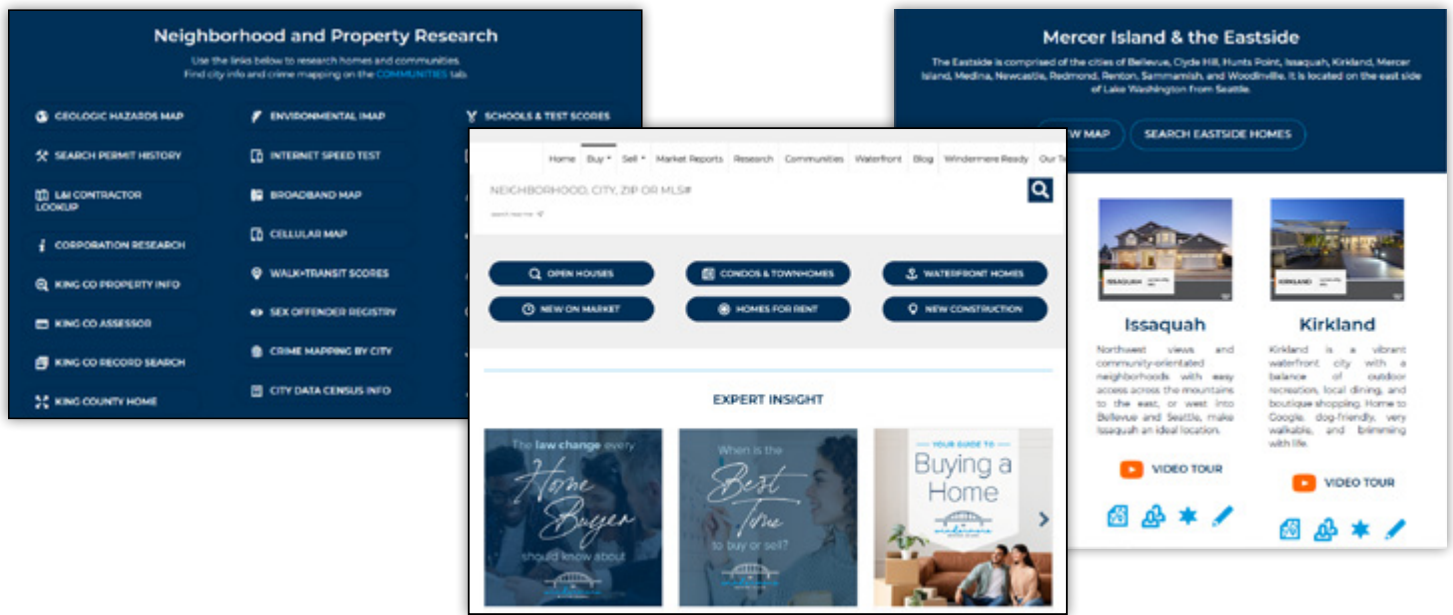 Neighborhood and Property Research
Use the links below to research homes and communities.
Find city info and crime mapping on the COMMUNITIES tab.
GEOLOGIC HAZARDS MAP
SEARCH PERMIT HISTORY
L&I CONTRACTOR
LOOKUP
CORPORATION RESEARCH
KING CO PROPERTY INFO
KING CO ASSESSOR
KING CO RECORD SEARCH
KING COUNTY HOME
ENVIRONMENTAL IMAP
INTERNET SPEED TEST
BROADBAND MAP
CELLULAR MAP
WALK+TRANSIT SCORES
SEX OFFENDER REGISTRY
CRIME MAPPING BY CITY
CITY DATA CENSUS INFO
SCHOOLS & TEST SCORES
Home Buy Sell Market Reports Research Communities Waterfront Blog Windermere Ready Our Te
NEIGHBORHOOD, CITY, ZIP OR MLS#
search near me
OPEN HOUSES
CONDOS & TOWNHOMES
WATERFRONT HOMES
NEW ON MARKET
HOMES FOR RENT
NEW CONSTRUCTION
EXPERT INSIGHT
The law change every
Home
Buyer
should know about
When is the
Best
Time
to buy or sell?
YOUR GUIDE TO
Buying a
Home
windermere
Mercer Island & the Eastside
The Eastside is comprised of the cities of Bellevue, Clyde Hill, Hunts Point, Issaquah, Kirkland, Mercer
Island, Medina, Newcastle, Redmond, Renton, Sammamish, and Woodinville. It is located on the east side
of Lake Washington from Seattle.
W MAP
SEARCH EASTSIDE HOMES
ISSAQUAH
Issaquah
Northwest views and
community-orientated
neighborhoods with easy
access across the mountains
to the east, or west into
Bellevue and Seattle, make
Issaquah an ideal location.
VIDEO TOUR
KIRKLAND
Kirkland
Kirkland is a vibrant
waterfront city with a
balance of outdoor
recreation, local dining, and
boutique shopping. Home to
Google, dog-friendly, very
walkable, and brimming
with life.
VIDEO TOUR